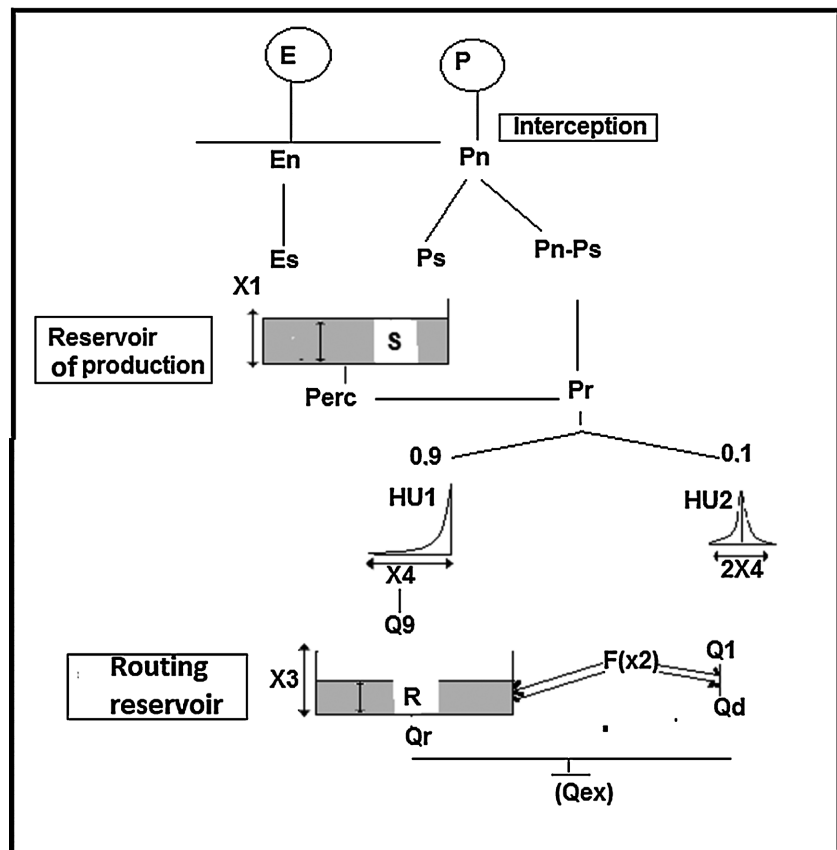 E
P
Interception
En
Pn
Es
Ps
Pn-Ps
X1
Reservoir
of production
S
Perc
Pr
0.9
0.1
HU1
HU2
X4
2X4
Q9
Routing
reservoir
X3
R
F(x2)
Q1
Qd
Qr
(Qex)